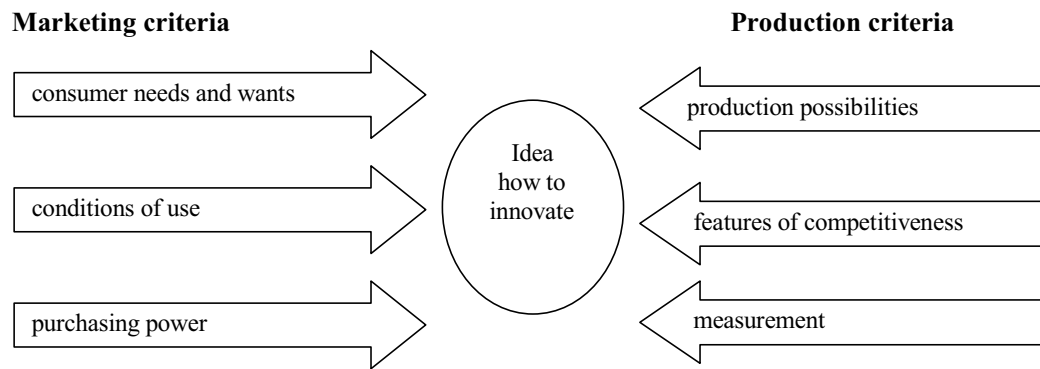 Marketing criteria
Production criteria
consumer needs and wants
production possibilities
Idea
how to
innovate
conditions of use
features of competitiveness
purchasing power
measurement